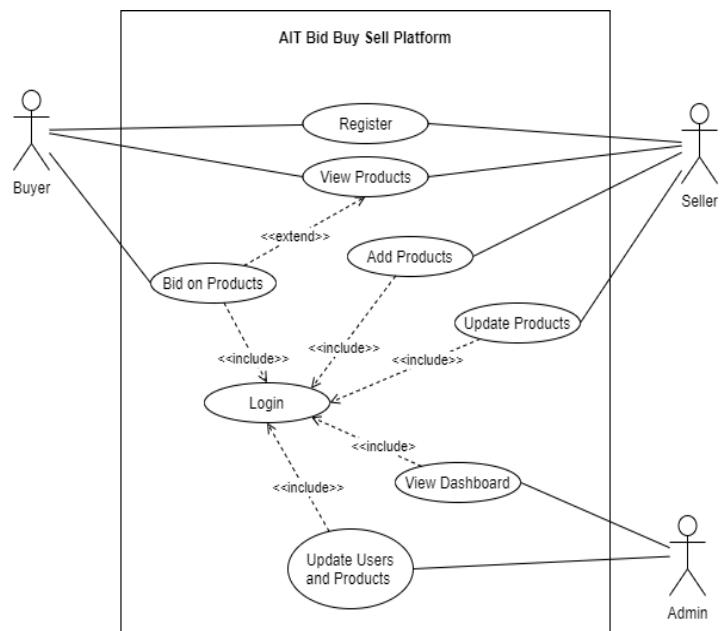 AIT Bid Buy Sell Platform
Register
Buyer
View Products
Seller
<<extend>>
Add Products
Bid on Products
Update Products
<<include>>
<<include>>
<<include>>
Login
<<include>
<<include>>
View Dashboard
Update Users
and Products
Admin